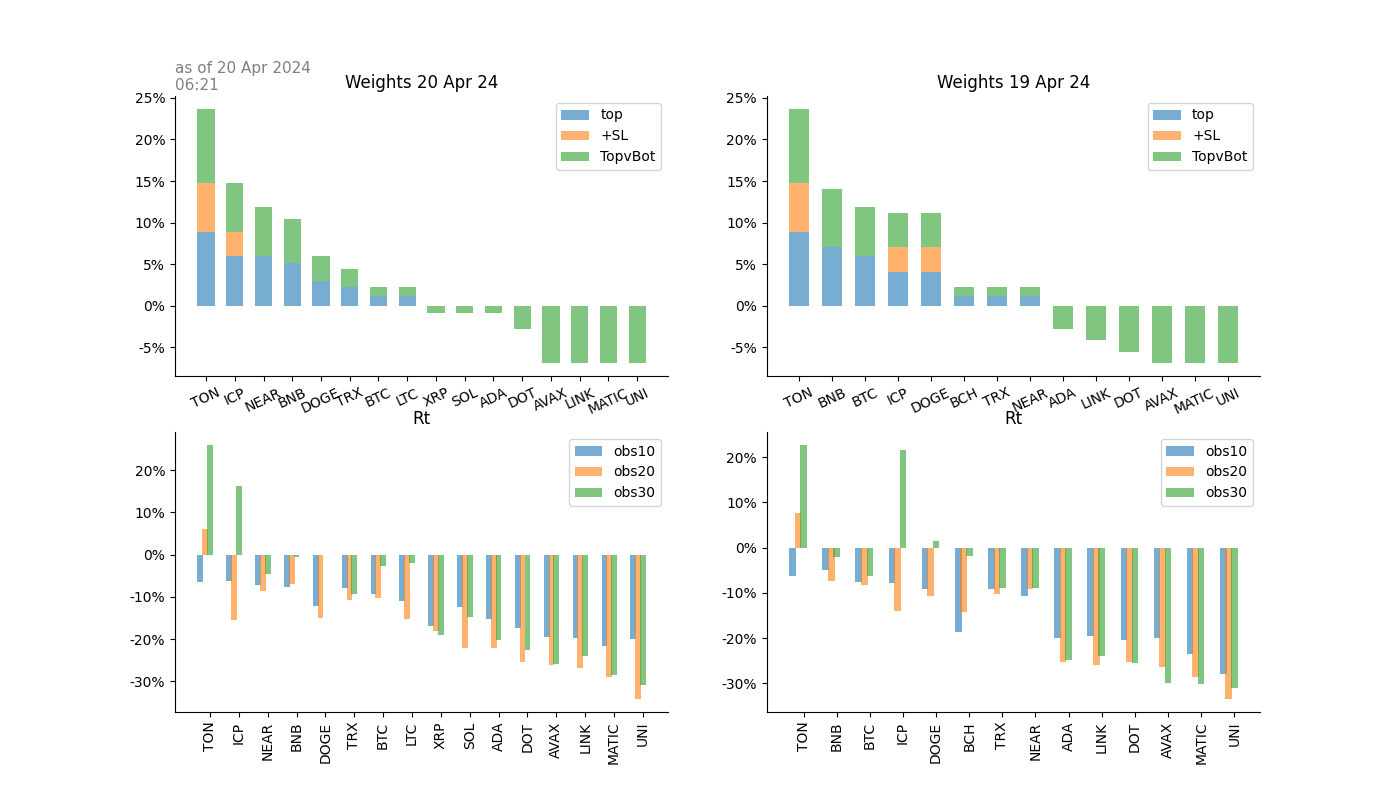 as of 20 Apr 2024
06:21
Weights 20 Apr 24
25%
20%
15%
10%
5%
0%
-5%
top
+SL
TopvBot
TON ICP NEAR BNB DOGE TRX BTC LTC XRP SOL ADA DOT AVAX LINK MATIC UNI
Weights 19 Apr 24
25%
20%
15%
10%
5%
0%
-5%
top
+SL
TopvBot
TON BNB BTC ICP DOGE BCH TRX NEAR ADA LINK DOT AVAX MATIC UNI
Rt
20%
10%
0%
-10%
-20%
-30%
obs10
obs20
obs30
TON ICP NEAR BNB DOGE TRX BTC LTC XRP SOL ADA DOT AVAX LINK MATIC UNI
Rt
20%
10%
0%
-10%
-20%
-30%
obs10
obs20
obs30
TON BNB BTC ICP DOGE BCH TRX NEAR ADA LINK DOT AVAX MATIC UNI